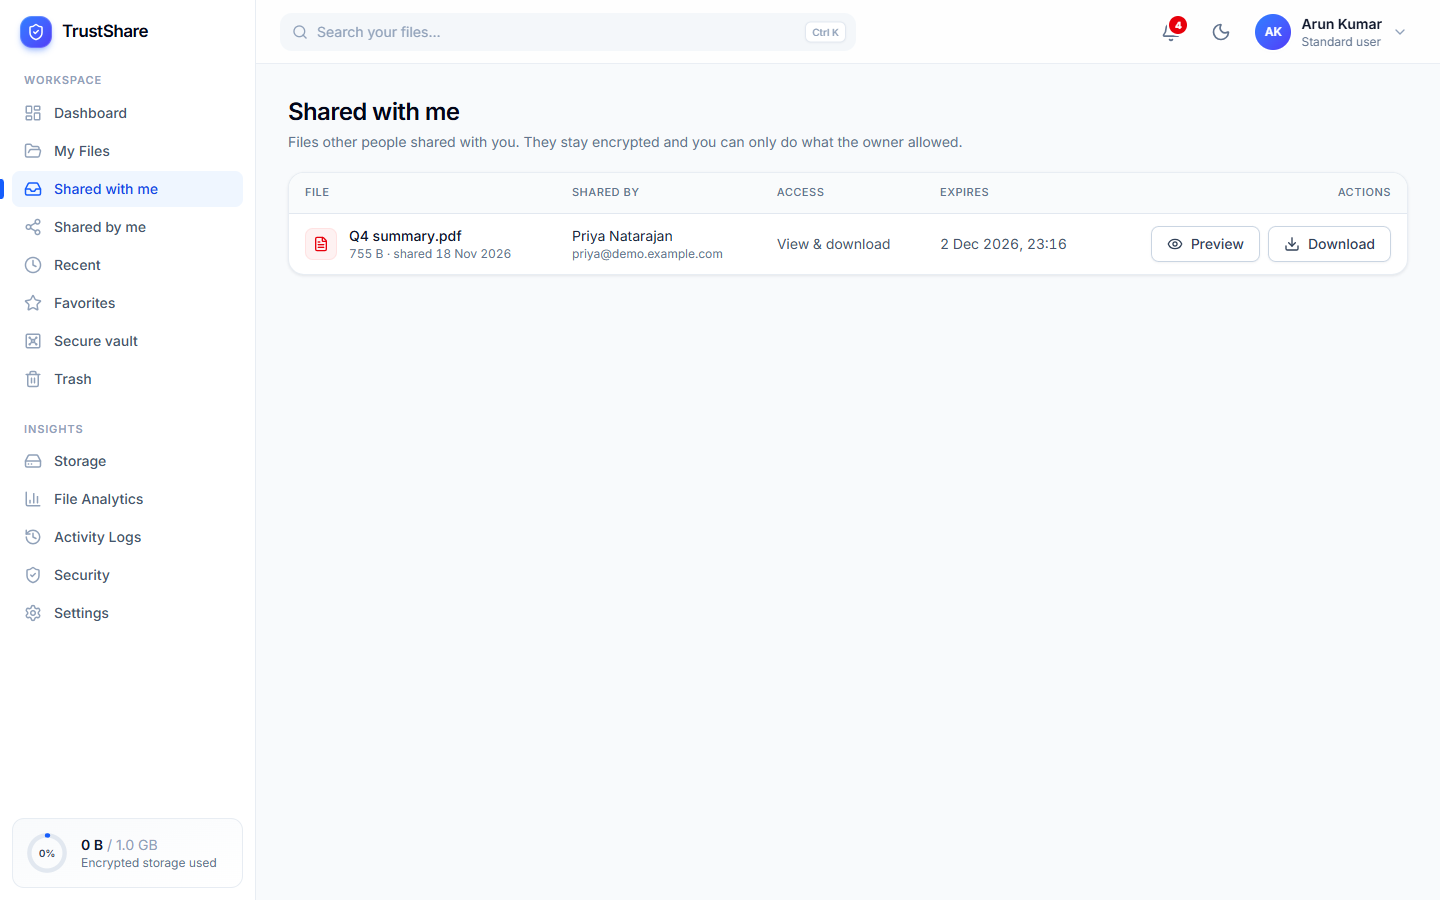 TrustShare
Search your files...
Ctrl K
4
AK
Arun Kumar
Standard user
WORKSPACE
Dashboard
My Files
Shared with me
Shared by me
Recent
Favorites
Secure vault
Trash
INSIGHTS
Storage
File Analytics
Activity Logs
Security
Settings
0%
0 B / 1.0 GB
Encrypted storage used
Shared with me
Files other people shared with you. They stay encrypted and you can only do what the owner allowed.
FILE SHARED BY ACCESS EXPIRES ACTIONS
Q4 summary.pdf
755 B · shared 18 Nov 2026
Priya Natarajan
priya@demo.example.com
View & download
2 Dec 2026, 23:16
Preview
Download